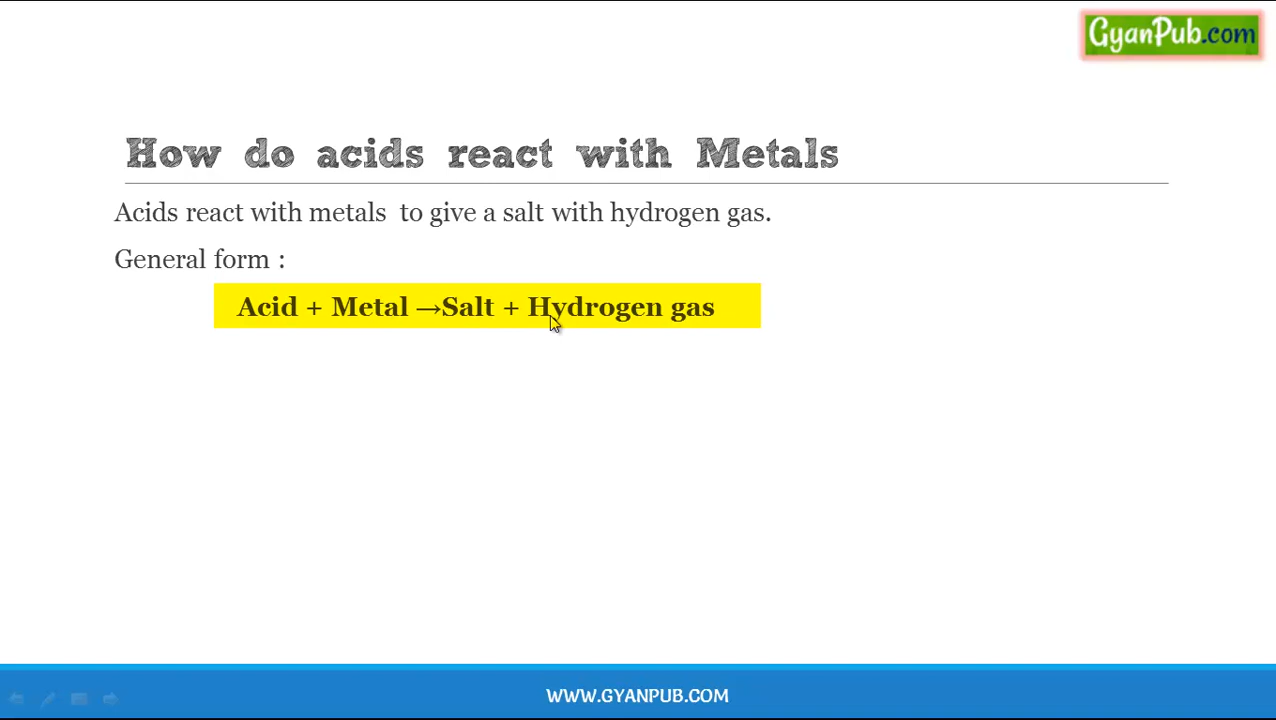 GyanPub.com
How do acids react with Metals
Acids react with metals to give a salt with hydrogen gas.
General form :
Acid + Metal →Salt + Hydrogen gas
WWW.GYANPUB.COM